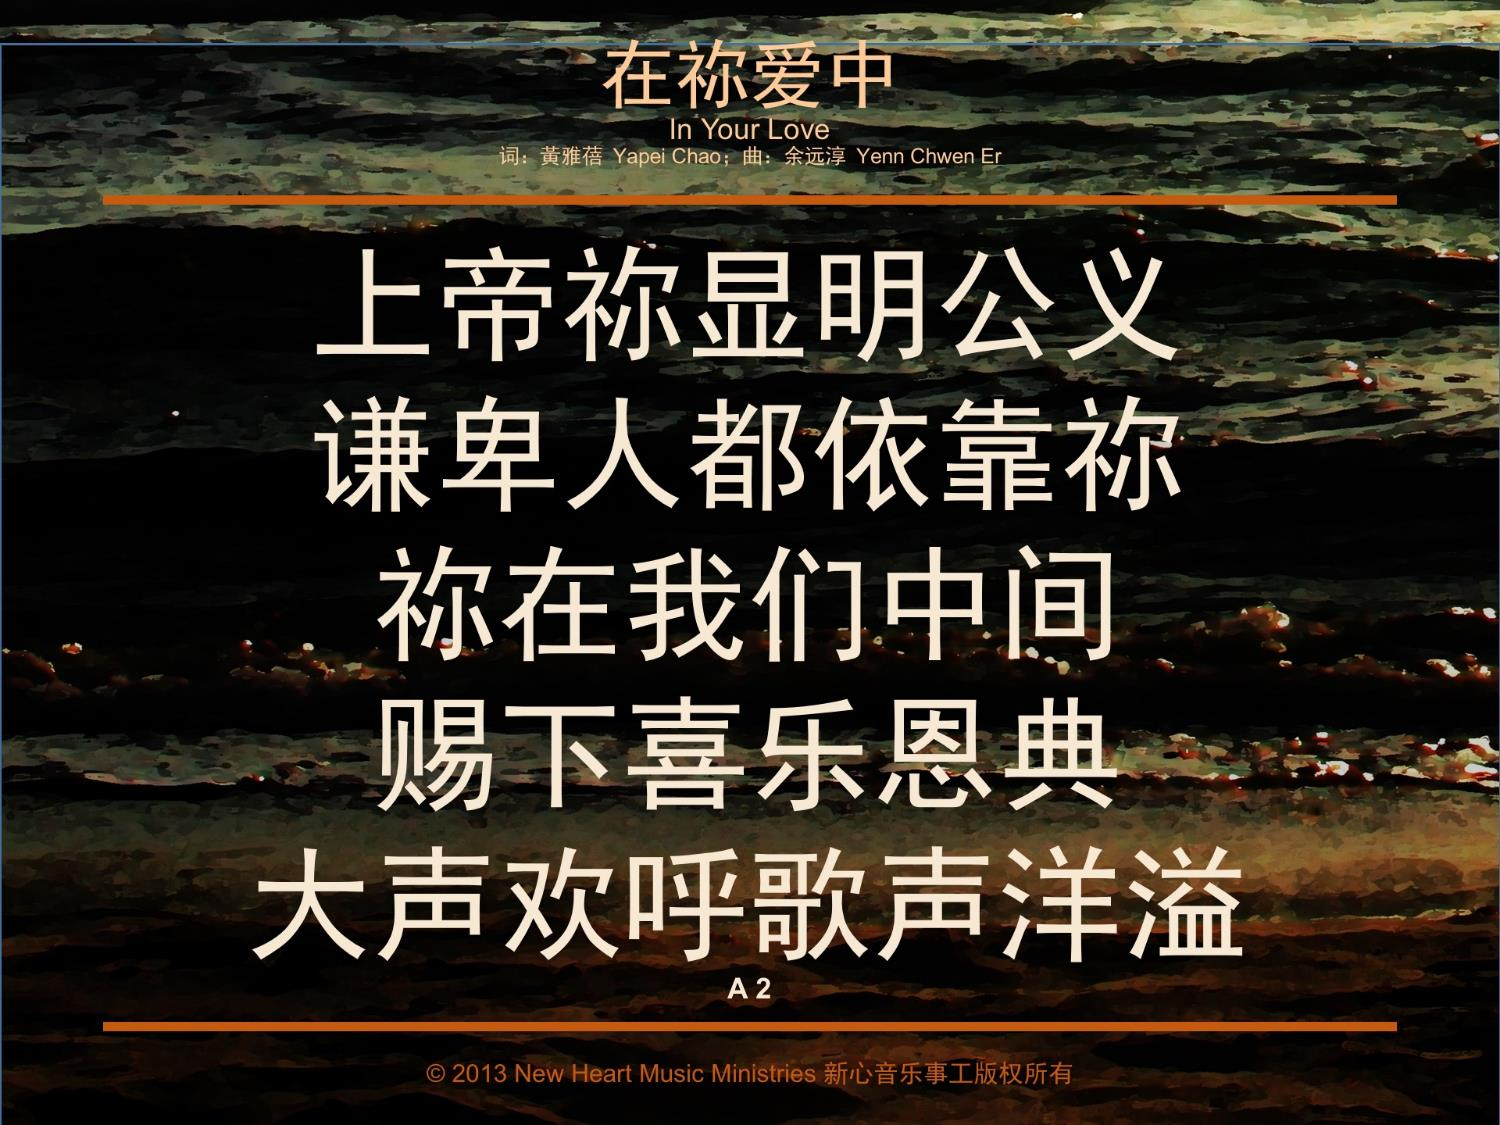 在祢爱中
In Your Love
词：黃雅蓓 Yapei Chao；曲：余远淳 Yenn Chwen Er
上帝祢显明公义
谦卑人都依靠祢
祢在我们中间
赐下喜乐恩典
大声欢呼歌声洋溢
A 2
© 2013 New Heart Music Ministries 新心音乐事工版权所有